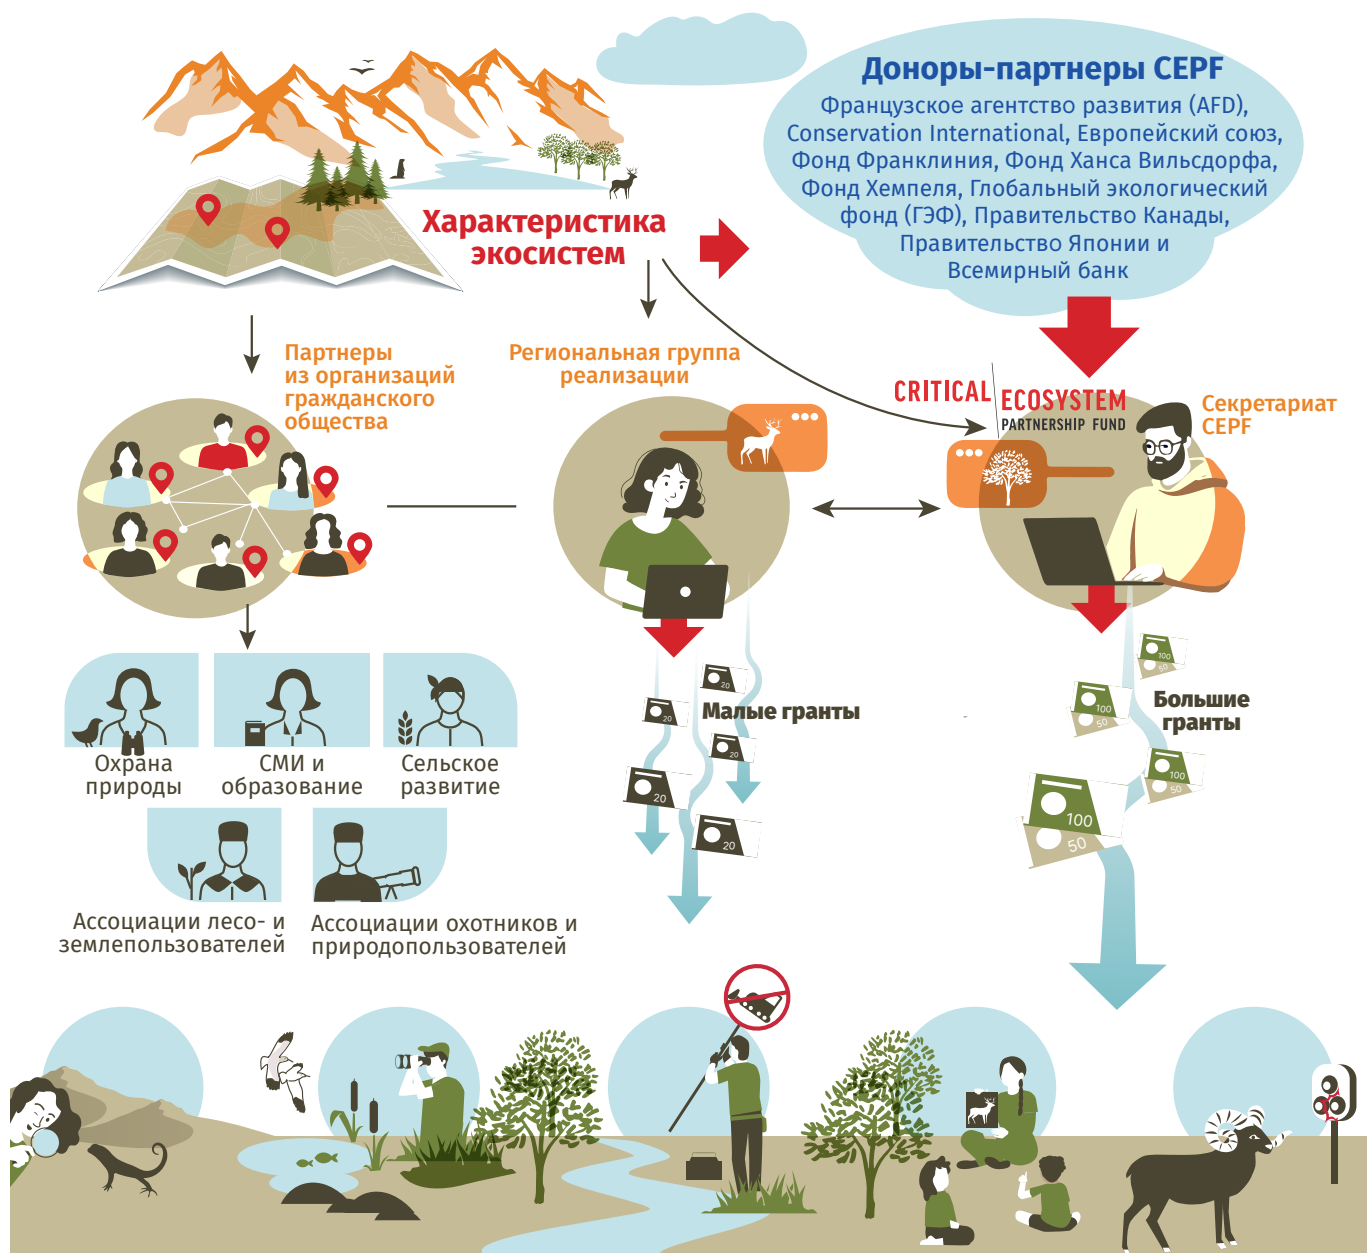 Доноры-партнеры CEPF
Французское агентство развития (AFD),
Conservation International, Европейский союз,
Фонд Франклиния, Фонд Ханса Вильсдорфа,
Фонд Хемпеля, Глобальный экологический
фонд (ГЭФ), Правительство Канады,
Правительство Японии и
Всемирный банк
Характеристика
экосистем
Партнеры
из организаций
гражданского
общества
Региональная группа
реализации
CRITICAL
ECOSYSTEM
PARTNERSHIP FUND
Секретариат
CEPF
Охрана
природы
СМИ и
образование
Сельское
развитие
Ассоциации лесо- и
землепользователей
Ассоциации охотников и
природопользователей
Малые гранты
20
20
20
20
20
Большие
гранты
100
50
100
50
100
50
100
50